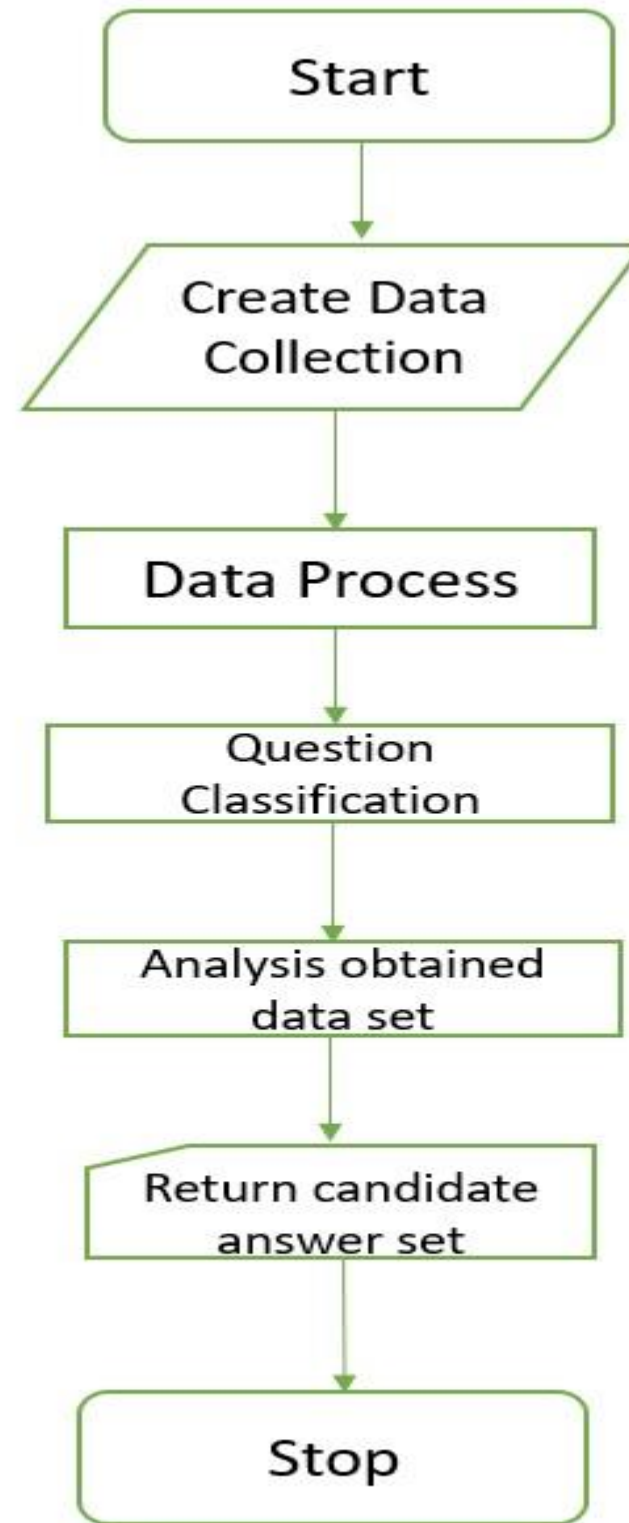 Start
Create Data
Collection
Data Process
Question
Classification
Analysis obtained
data set
Return candidate
answer set
Stop